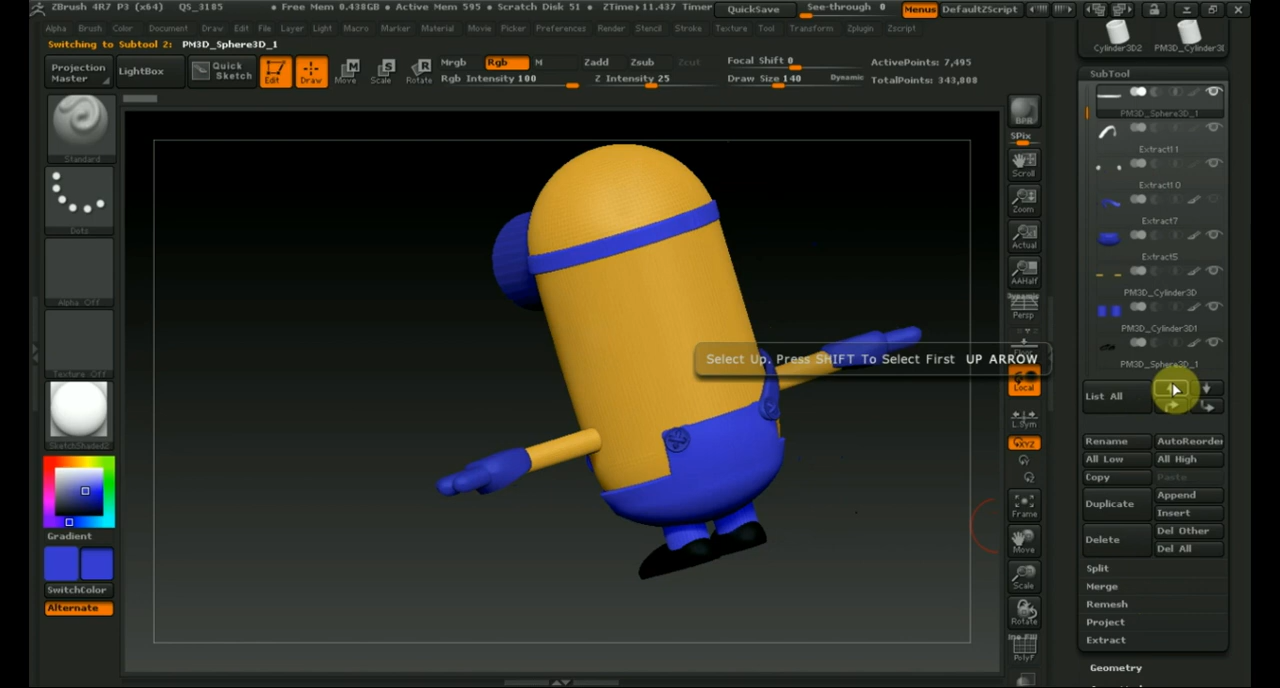 ZBrush 4R7 P3 (x64) QS_3185 • Free Mem 0.438GB • Active Mem 595 • Scratch Disk 51 • ZTime▸11.437 Timer QuickSave See-through 0 Menus DefaultZScript
Alpha Brush Color Document Draw Edit File Layer Light Macro Marker Material Movie Picker Preferences Render Stencil Stroke Texture Tool Transform Zplugin Zscript
Switching to Subtool 2: PM3D_Sphere3D_1
Cylinder3D2
Projection Master
LightBox
Quick Sketch
Edit
Draw
Move
Scale
Rotate
Mrgb Rgb M Zadd Zsub Zcut
Rgb Intensity 100 Z Intensity 25
Focal Shift 0
Draw Size 140 Dynamic
ActivePoints: 7,495
TotalPoints: 343,808
Standard
Dots
Alpha Off
Texture Off
Gradient
SwitchColor
Alternate
Select Up. Press SHIFT To Select First UP ARROW
BPR
SPix
Scroll
Zoom
Actual
AAHalf
Dynamic
Persp
Local
L.Sym
XYZ
Frame
Move
Scale
Rotate
PolyF
SubTool
PM3D_Sphere3D_1
Extract11
Extract10
Extract7
Extract5
PM3D_Cylinder3D
PM3D_Cylinder3D1
PM3D_Sphere3D_1
List All
Rename AutoReorder
All Low All High
Copy Paste
Duplicate
Append
Insert
Delete
Del Other
Del All
Split
Merge
Remesh
Project
Extract
Geometry